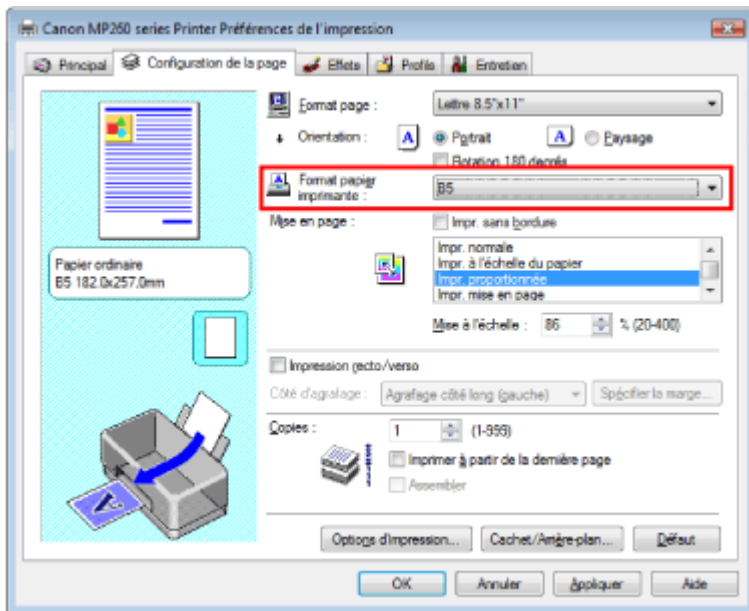 Canon MP260 series Printer Préférences de l'impression
Principal Configuration de la page Effets Profils Entretien
Format page : Lettre 8.5"x11"
Orientation : A Portrait A Paysage
Rotation 180 degrés
Format papier
imprimante : B5
Mise en page : Impr. sans bordure
Impr. normale
Impr. à l'échelle du papier
Impr. proportionnée
Impr. mise en page
Papier ordinaire
B5 182.0x257.0mm
Mise à l'échelle : 86 % (20-400)
Impression recto/verso
Côté d'agrafage : Agrafage côté long (gauche) Spécifier la marge...
Copies : 1 (1-999)
Imprimer à partir de la dernière page
Assembler
Options d'impression... Cachet/Arrière-plan... Défaut
OK Annuler Appliquer Aide